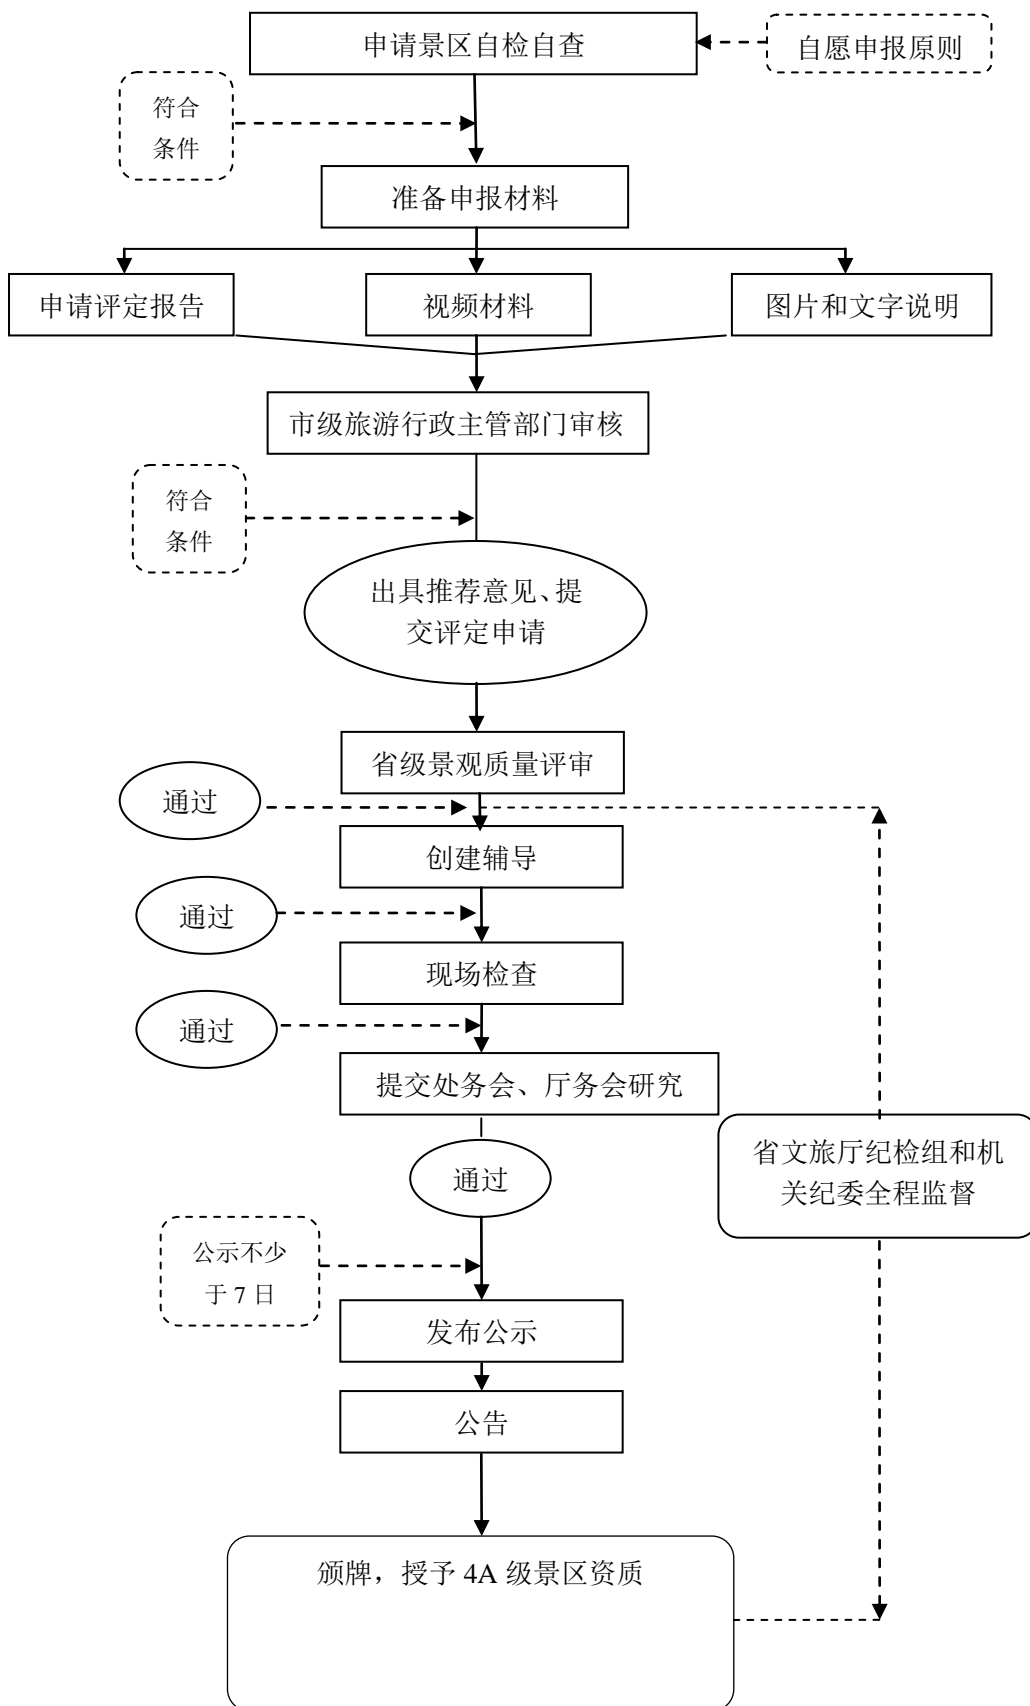 申请景区自检自查
自愿申报原则
符合
条件
准备申报材料
申请评定报告
视频材料
图片和文字说明
市级旅游行政主管部门审核
符合
条件
出具推荐意见、提
交评定申请
省级景观质量评审
通过
创建辅导
通过
现场检查
通过
提交处务会、厅务会研究
通过
省文旅厅纪检组和机
关纪委全程监督
公示不少
于 7 日
发布公示
公告
颁牌，授予 4A 级景区资质